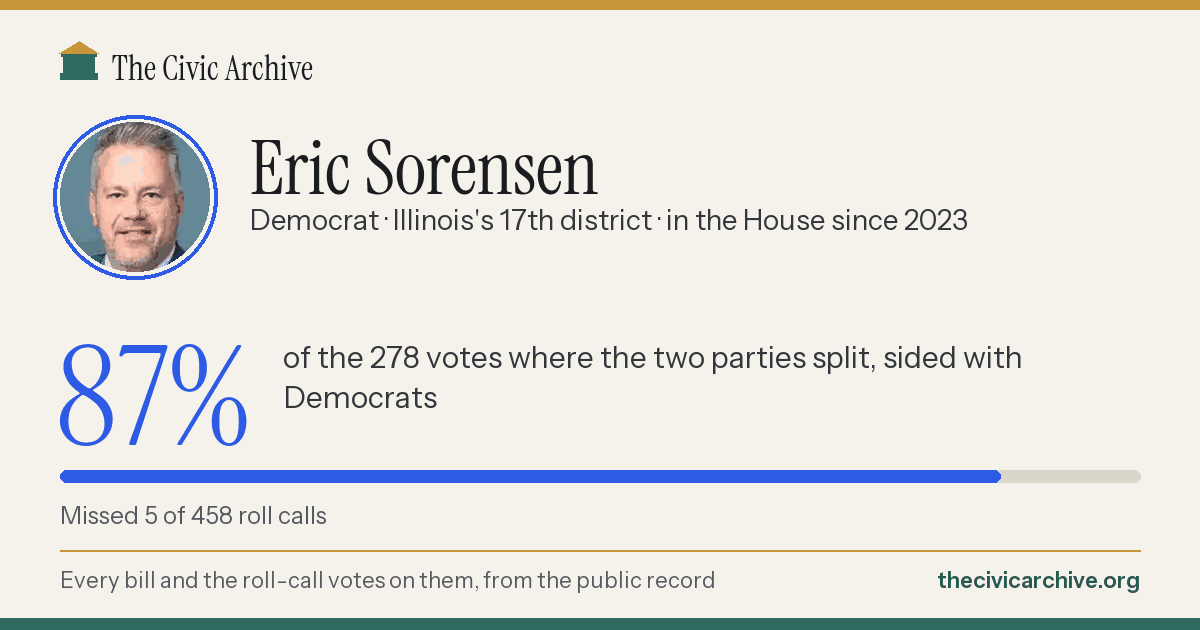 The Civic Archive
Eric Sorensen
Democrat · Illinois's 17th district · in the House since 2023
87%
of the 278 votes where the two parties split, sided with
Democrats
Missed 5 of 458 roll calls
Every bill and the roll-call votes on them, from the public record
thecivicarchive.org